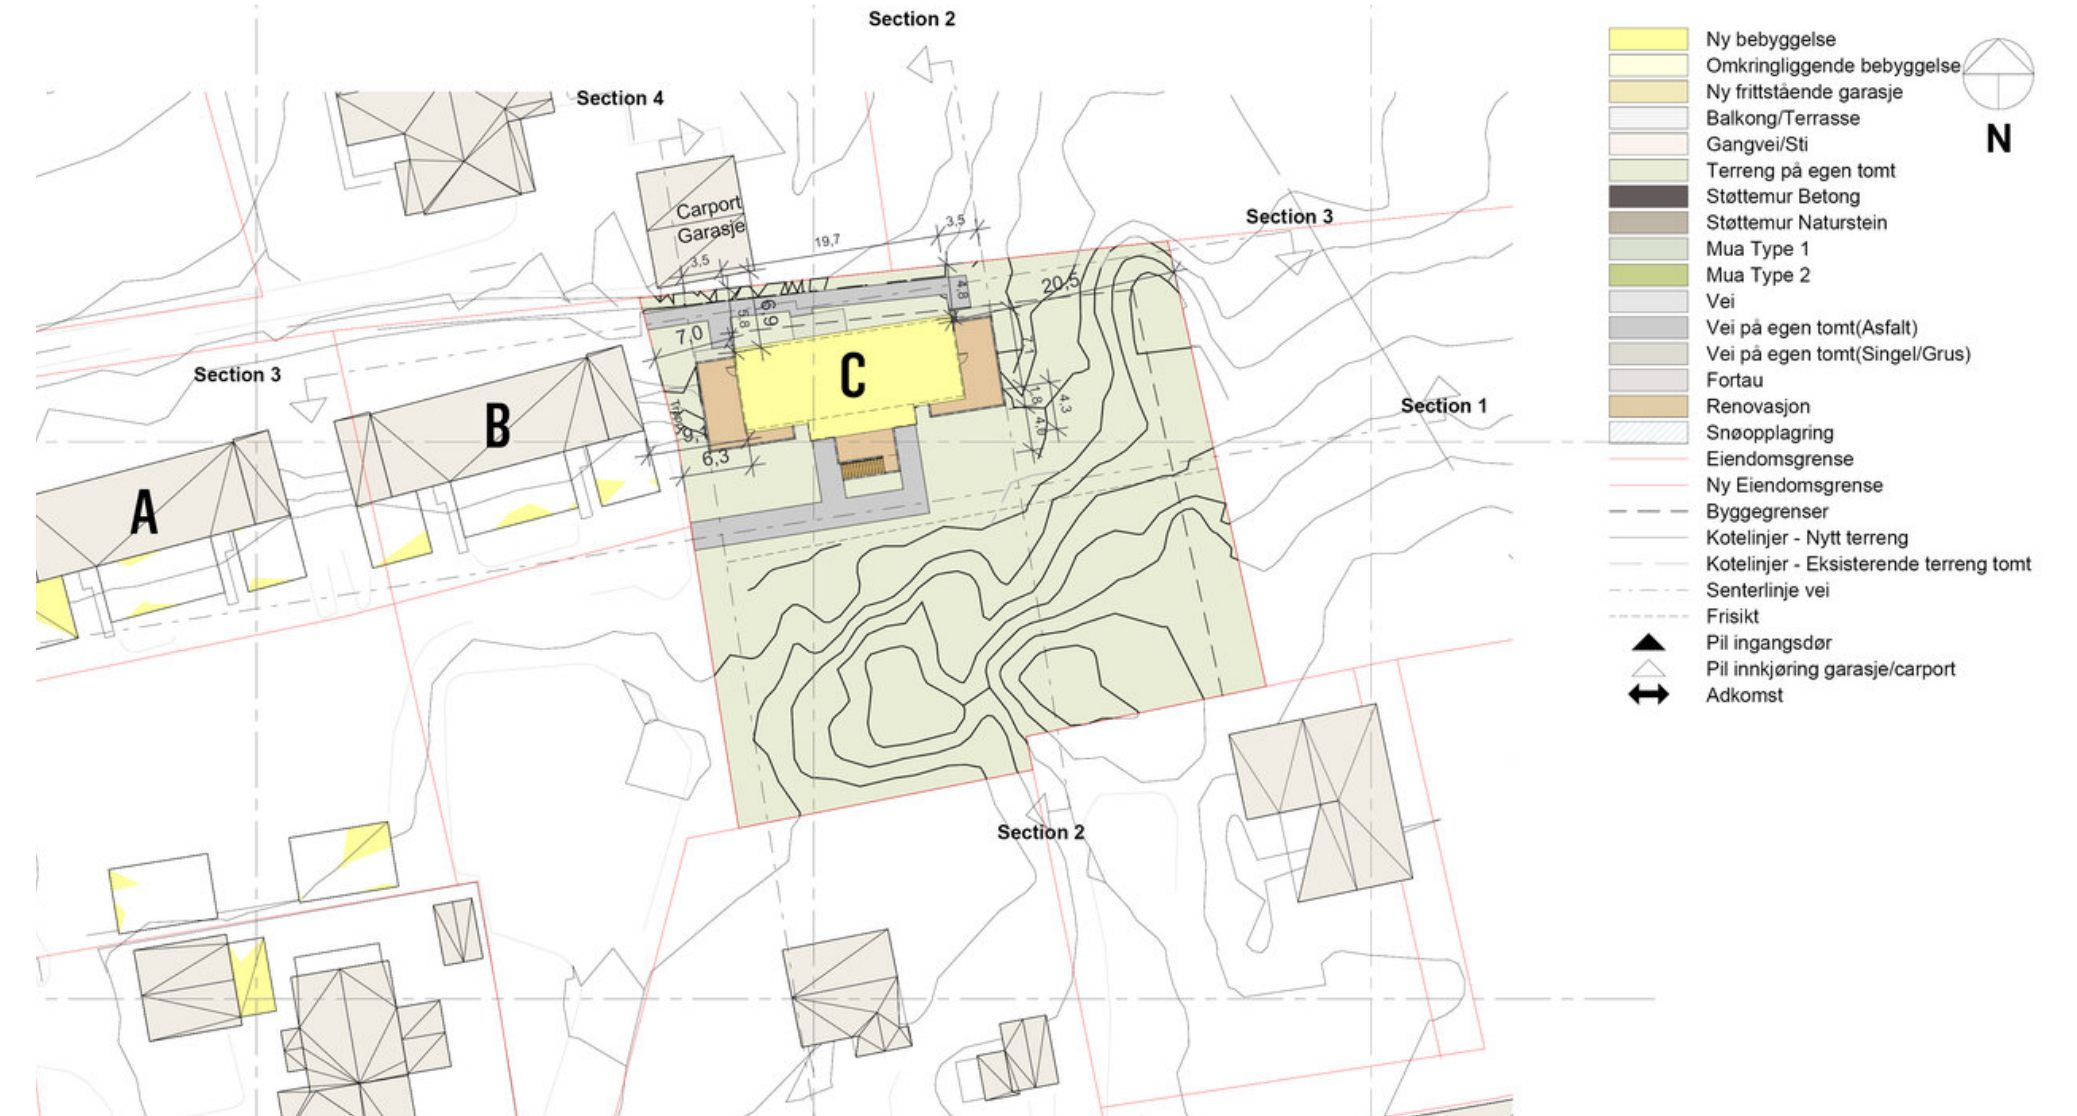 Section 2
Section 4
Section 3
Carport
Garasje
3,5
19,7
3,5
20,5
4,8
6,9
5,8
7,0
7,1
1,8
4,3
4,6
6,3
Section 3
Section 1
A
B
C
Section 2
Ny bebyggelse
Omkringliggende bebyggelse
Ny frittstående garasje
Balkong/Terrasse
Gangvei/Sti
Terreng på egen tomt
Støttemur Betong
Støttemur Naturstein
Mua Type 1
Mua Type 2
Vei
Vei på egen tomt(Asfalt)
Vei på egen tomt(Singel/Grus)
Fortau
Renovasjon
Snøopplagring
Eiendomsgrense
Ny Eiendomsgrense
Byggegrenser
Kotelinjer - Nytt terreng
Kotelinjer - Eksisterende terreng tomt
Senterlinje vei
Frisikt
Pil ingangsdør
Pil innkjøring garasje/carport
Adkomst
N